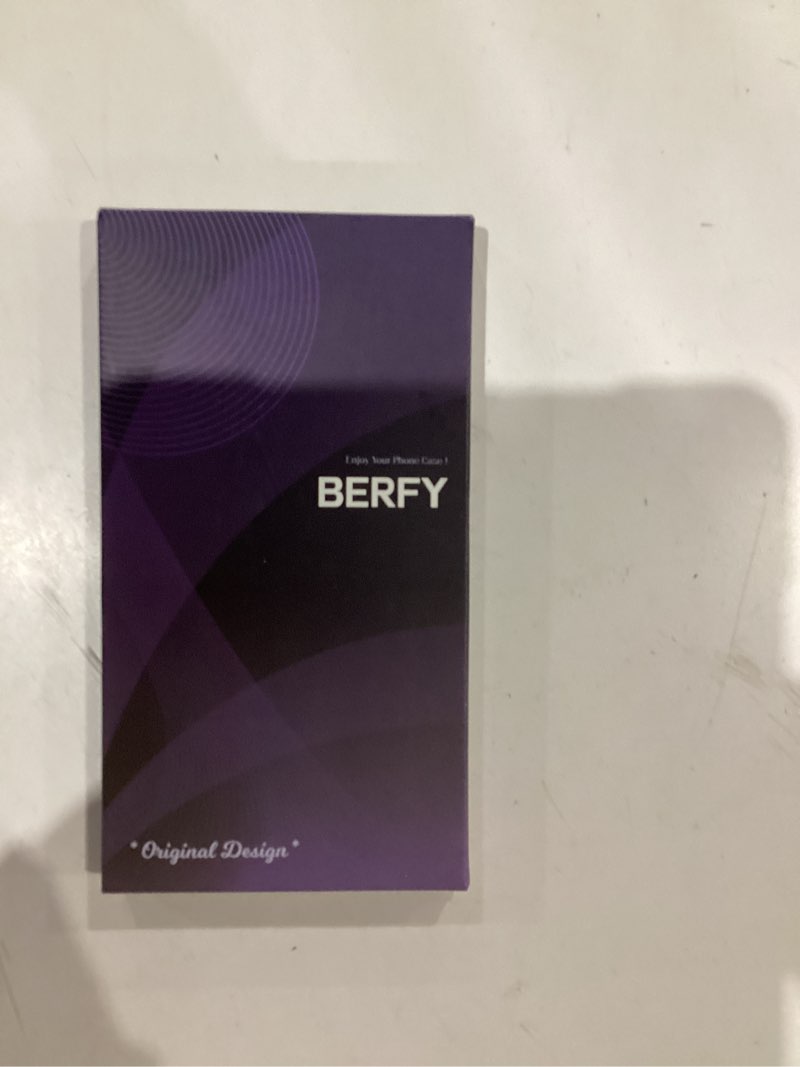 Enjoy Your Phone Case !
BERFY
* Original Design *